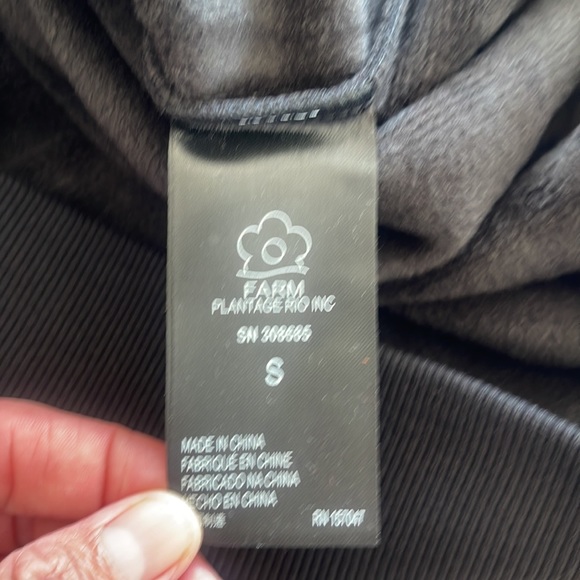 FARM
PLANTAGE RIO INC
SN 308685
S
MADE IN CHINA
FABRIQUÉ EN CHINE
FABRICADO NA CHINA
HECHO EN CHINA
RN 157047